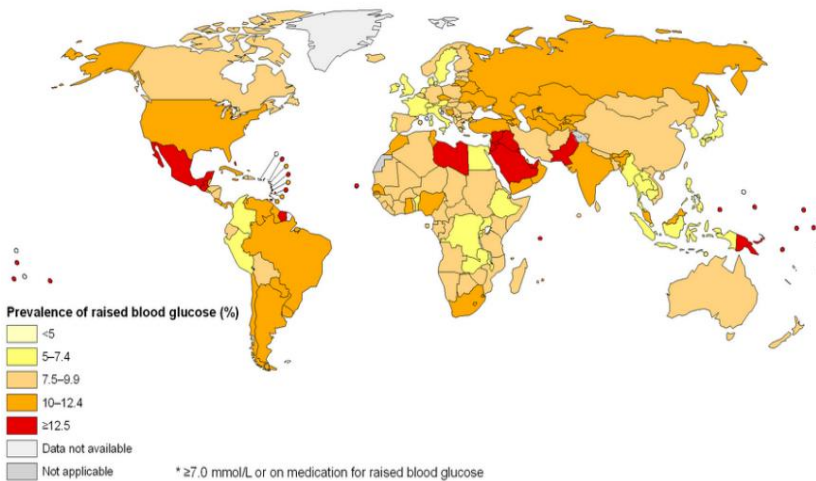 Prevalence of raised blood glucose (%)
<5
5–7.4
7.5–9.9
10–12.4
≥12.5
Data not available
Not applicable
* ≥7.0 mmol/L or on medication for raised blood glucose